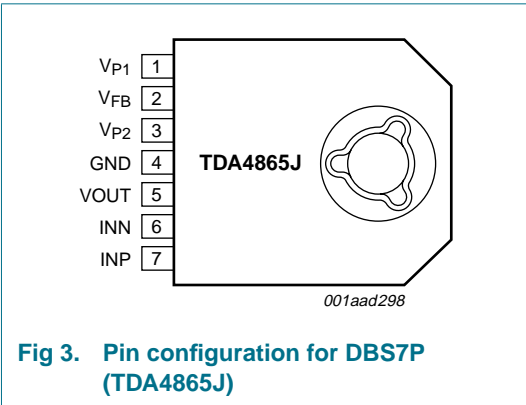 VP1 1
VFB 2
VP2 3
GND 4
VOUT 5
INN 6
INP 7
TDA4865J
001aad298
Fig 3. Pin configuration for DBS7P
(TDA4865J)